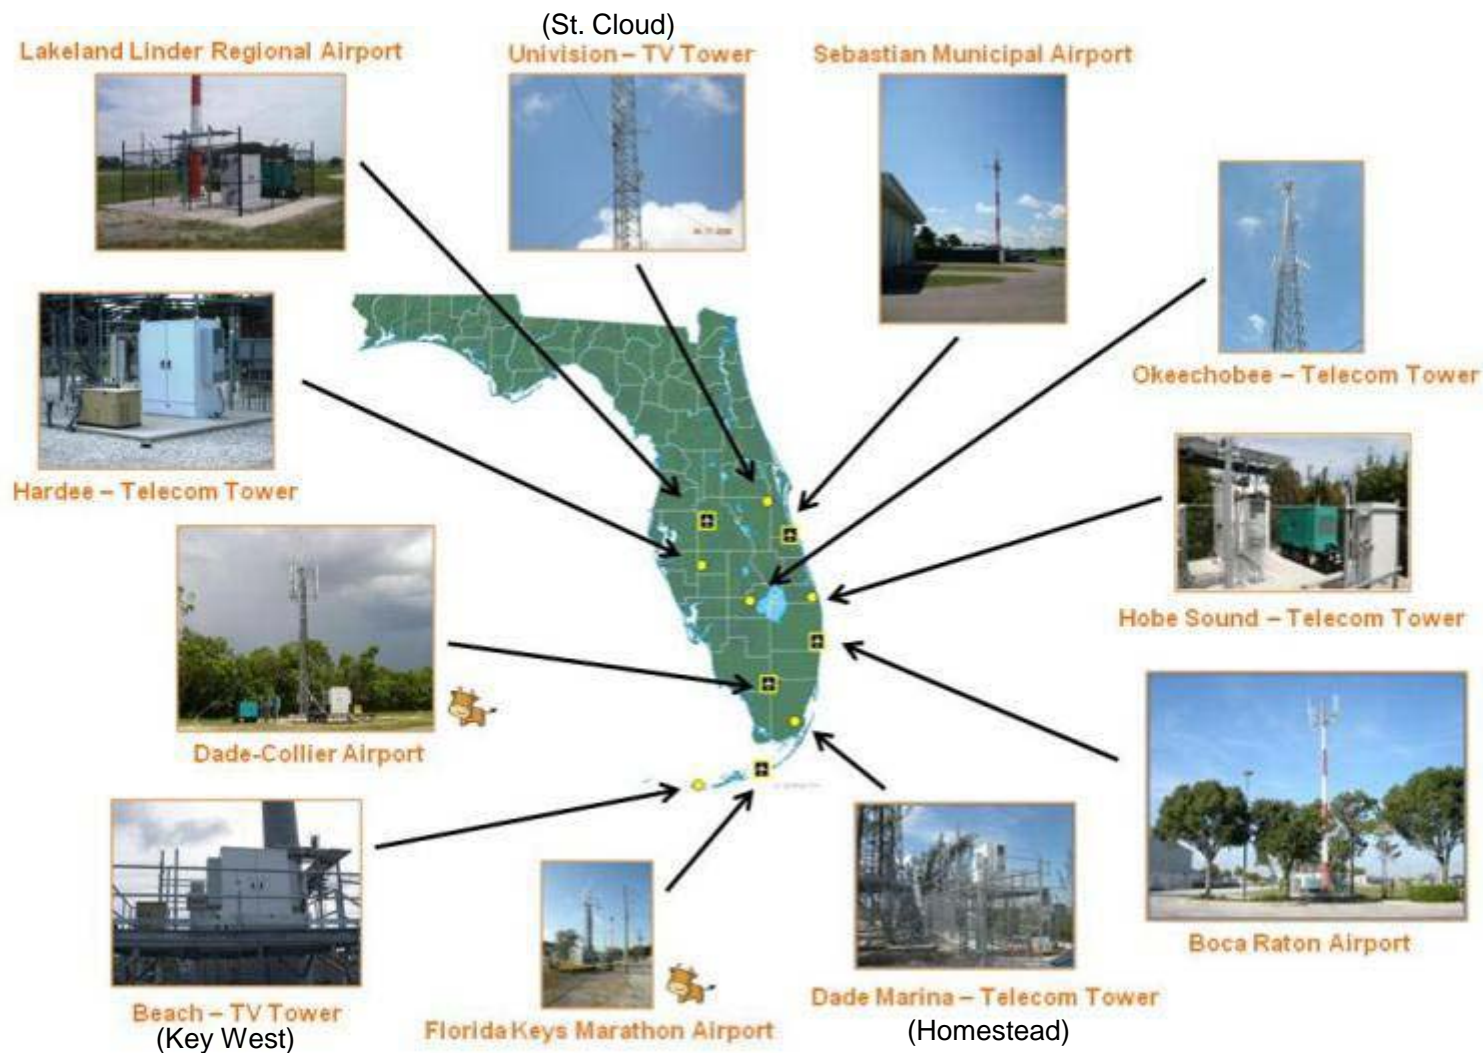 (St. Cloud)
Lakeland Linder Regional Airport
Univision – TV Tower
Sebastian Municipal Airport
Okeechobee – Telecom Tower
Hardee – Telecom Tower
Hobe Sound – Telecom Tower
Dade-Collier Airport
Boca Raton Airport
Beach – TV Tower
(Key West)
Florida Keys Marathon Airport
Dade Marina – Telecom Tower
(Homestead)